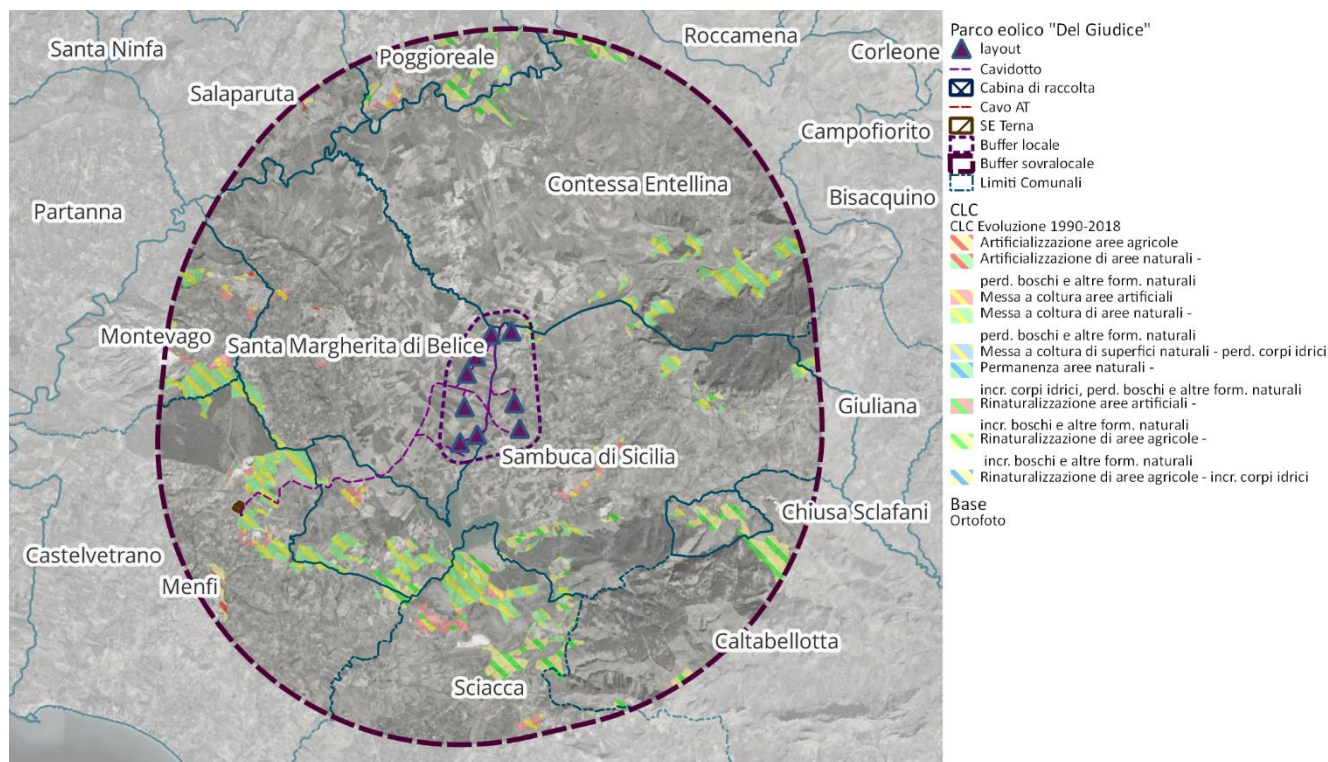 Santa Ninfa
Poggioreale
Roccamena
Corleone
Salaparuta
Campofiorito
Contessa Entellina
Bisacquino
Partanna
Montevago
Santa Margherita di Belice
Giuliana
Sambuca di Sicilia
Chiusa Sclafani
Castelvetrano
Menfi
Caltabellotta
Sciacca
Parco eolico "Del Giudice"
layout
Cavidotto
Cabina di raccolta
Cavo AT
SE Terna
Buffer locale
Buffer sovralocale
Limiti Comunali
CLC
CLC Evoluzione 1990-2018
Artificializzazione aree agricole
Artificializzazione di aree naturali -
perd. boschi e altre form. naturali
Messa a coltura aree artificiali
Messa a coltura di aree naturali -
perd. boschi e altre form. naturali
Messa a coltura di superfici naturali - perd. corpi idrici
Permanenza aree naturali -
incr. corpi idrici, perd. boschi e altre form. naturali
Rinaturalizzazione aree artificiali -
incr. boschi e altre form. naturali
Rinaturalizzazione di aree agricole -
incr. boschi e altre form. naturali
Rinaturalizzazione di aree agricole - incr. corpi idrici
Base
Ortofoto